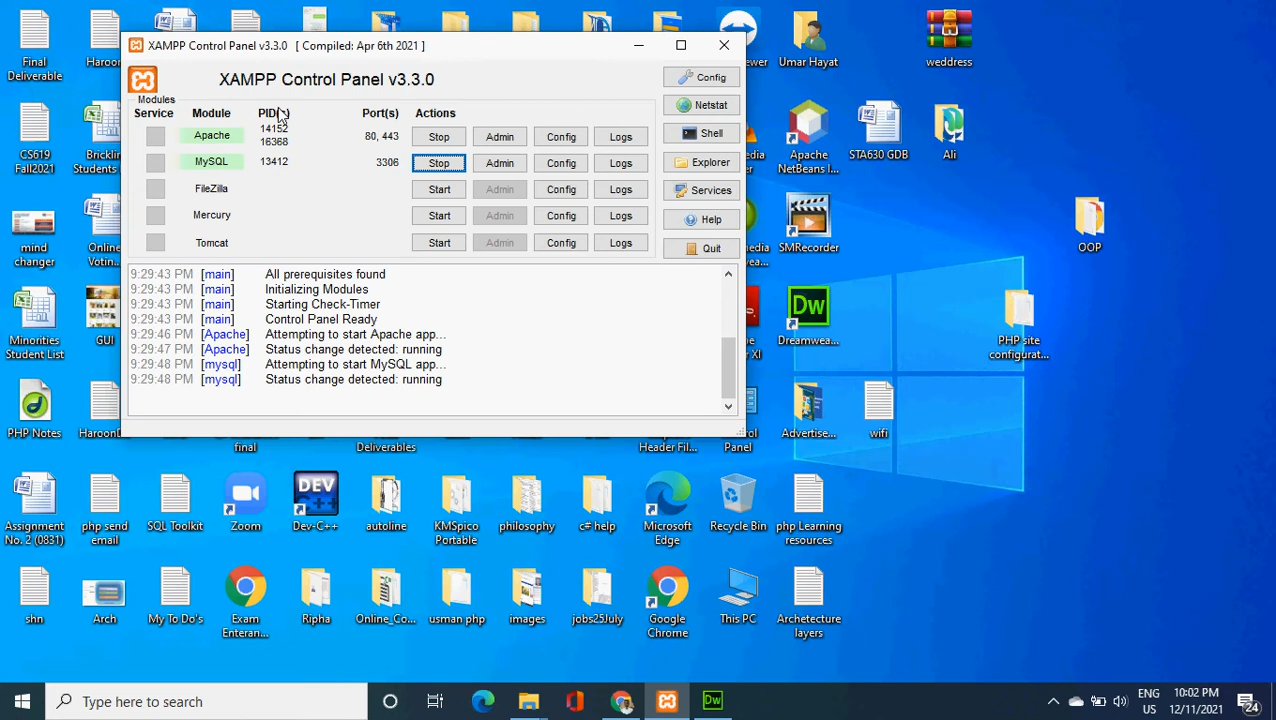 Final
Deliverable
Haroon
weddress
Umar Hayat
CS619
Fall2021
Bricklin
Students
Apache
NetBeans I...
STA630 GDB
Ali
mind
changer
Online
Votin...
SMRecorder
OOP
Minorities
Student List
GUI
Dreamwea...
PHP site
configurat...
PHP Notes
final
Deliverables
Header Fil...
Panel
Advertise...
wifi
XAMPP Control Panel v3.3.0 [ Compiled: Apr 6th 2021 ]
XAMPP Control Panel v3.3.0
Config
Modules
Service Module PID(s) Port(s) Actions
Netstat
Apache 14152
16368 80, 443 Stop Admin Config Logs
Shell
MySQL 13412 3306 Stop Admin Config Logs
Explorer
FileZilla Start Admin Config Logs
Services
Mercury Start Admin Config Logs
Help
Tomcat Start Admin Config Logs
Quit
9:29:43 PM [main] All prerequisites found
9:29:43 PM [main] Initializing Modules
9:29:43 PM [main] Starting Check-Timer
9:29:43 PM [main] Control Panel Ready
9:29:46 PM [Apache] Attempting to start Apache app...
9:29:47 PM [Apache] Status change detected: running
9:29:48 PM [mysql] Attempting to start MySQL app...
9:29:48 PM [mysql] Status change detected: running
Assignment
No. 2 (0831)
php send
email
SQL Toolkit
Zoom
Dev-C++
autoline
KMSpico
Portable
philosophy
c# help
Microsoft
Edge
Recycle Bin
php Learning
resources
shn
Arch
My To Do's
Exam
Enteran...
Ripha
Online_Co...
usman php
images
jobs25July
Google
Chrome
This PC
Archetecture
layers
Type here to search
ENG
US
10:02 PM
12/11/2021
24